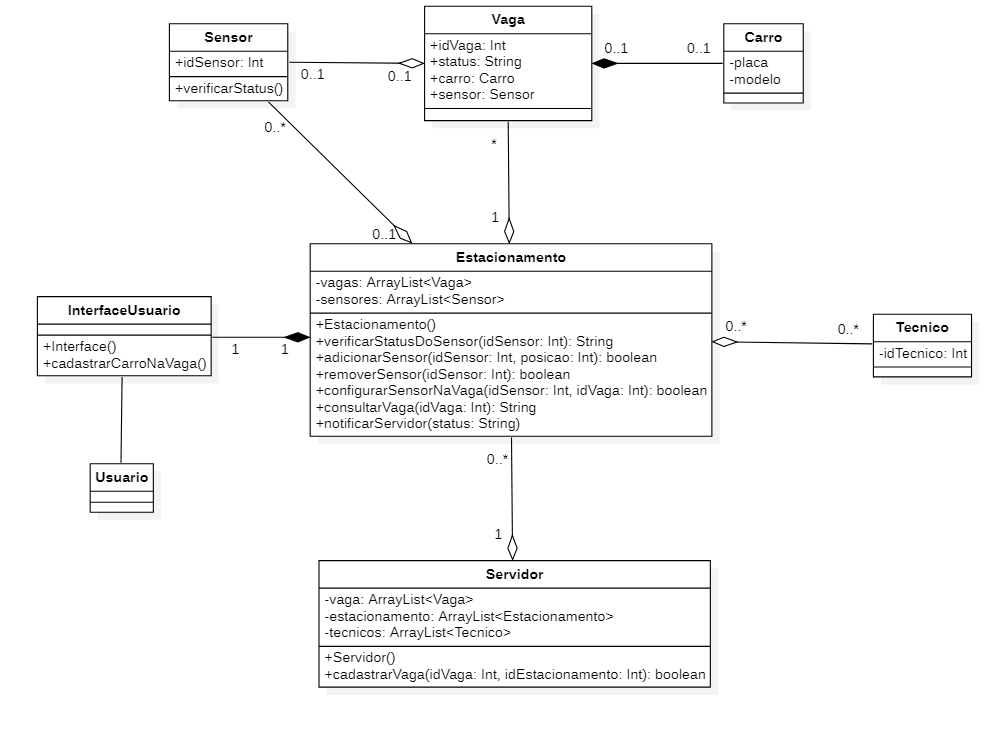 Sensor
+idSensor: Int
+verificarStatus()
0..1
0..1
Vaga
+idVaga: Int
+status: String
+carro: Carro
+sensor: Sensor
0..1
0..1
Carro
-placa
-modelo
0..*
0..1
*
1
Estacionamento
-vagas: ArrayList<Vaga>
-sensores: ArrayList<Sensor>
+Estacionamento()
+verificarStatusDoSensor(idSensor: Int): String
+adicionarSensor(idSensor: Int, posicao: Int): boolean
+removerSensor(idSensor: Int): boolean
+configurarSensorNaVaga(idSensor: Int, idVaga: Int): boolean
+consultarVaga(idVaga: Int): String
+notificarServidor(status: String)
InterfaceUsuario
+Interface()
+cadastrarCarroNaVaga()
1
1
0..*
0..*
Tecnico
-idTecnico: Int
Usuario
0..*
1
Servidor
-vaga: ArrayList<Vaga>
-estacionamento: ArrayList<Estacionamento>
-tecnicos: ArrayList<Tecnico>
+Servidor()
+cadastrarVaga(idVaga: Int, idEstacionamento: Int): boolean